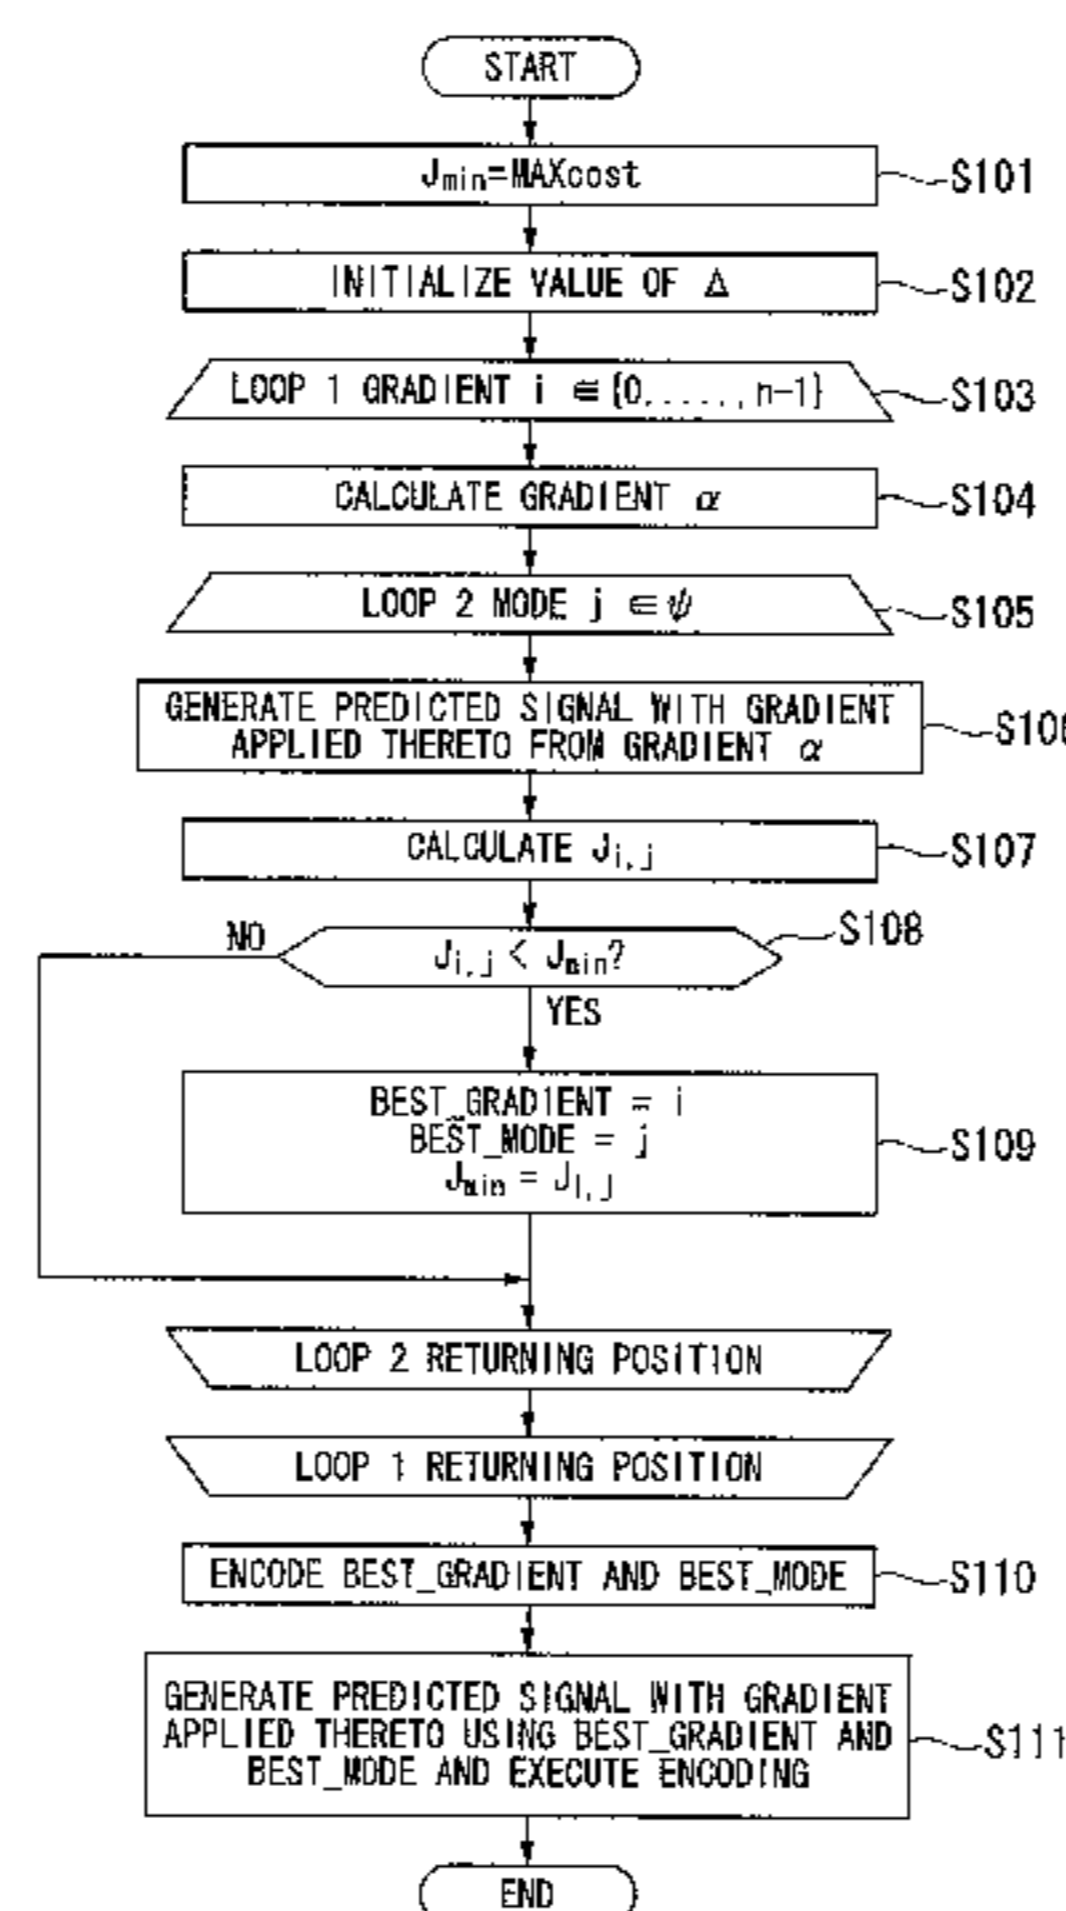 START
Jmin=MAXcost
S101
INITIALIZE VALUE OF Δ
S102
LOOP 1 GRADIENT i ∈{0,.....,n-1}
S103
CALCULATE GRADIENT α
S104
LOOP 2 MODE j ∈ψ
S105
GENERATE PREDICTED SIGNAL WITH GRADIENT
APPLIED THERETO FROM GRADIENT α
S106
CALCULATE Ji,j
S107
Ji,j < Jmin?
S108
NO
YES
BEST_GRADIENT = i
BEST_MODE = j
Jmin = Ji,j
S109
LOOP 2 RETURNING POSITION
LOOP 1 RETURNING POSITION
ENCODE BEST_GRADIENT AND BEST_MODE
S110
GENERATE PREDICTED SIGNAL WITH GRADIENT
APPLIED THERETO USING BEST_GRADIENT AND
BEST_MODE AND EXECUTE ENCODING
S111
END